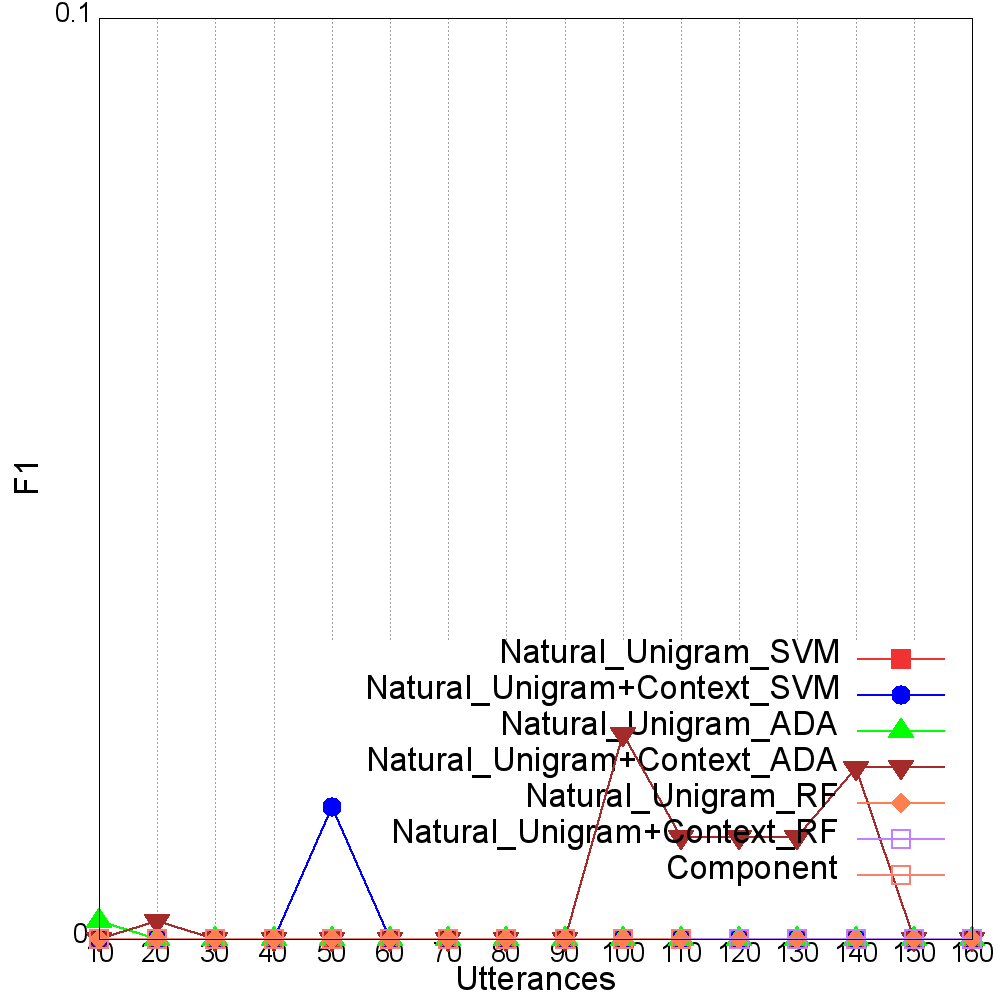 0.1
F1
Natural_Unigram_SVM
Natural_Unigram+Context_SVM
Natural_Unigram_ADA
Natural_Unigram+Context_ADA
Natural_Unigram_RF
Natural_Unigram+Context_RF
Component
0
10 20 30 40 50 60 70 80 90 100 110 120 130 140 150 160
Utterances